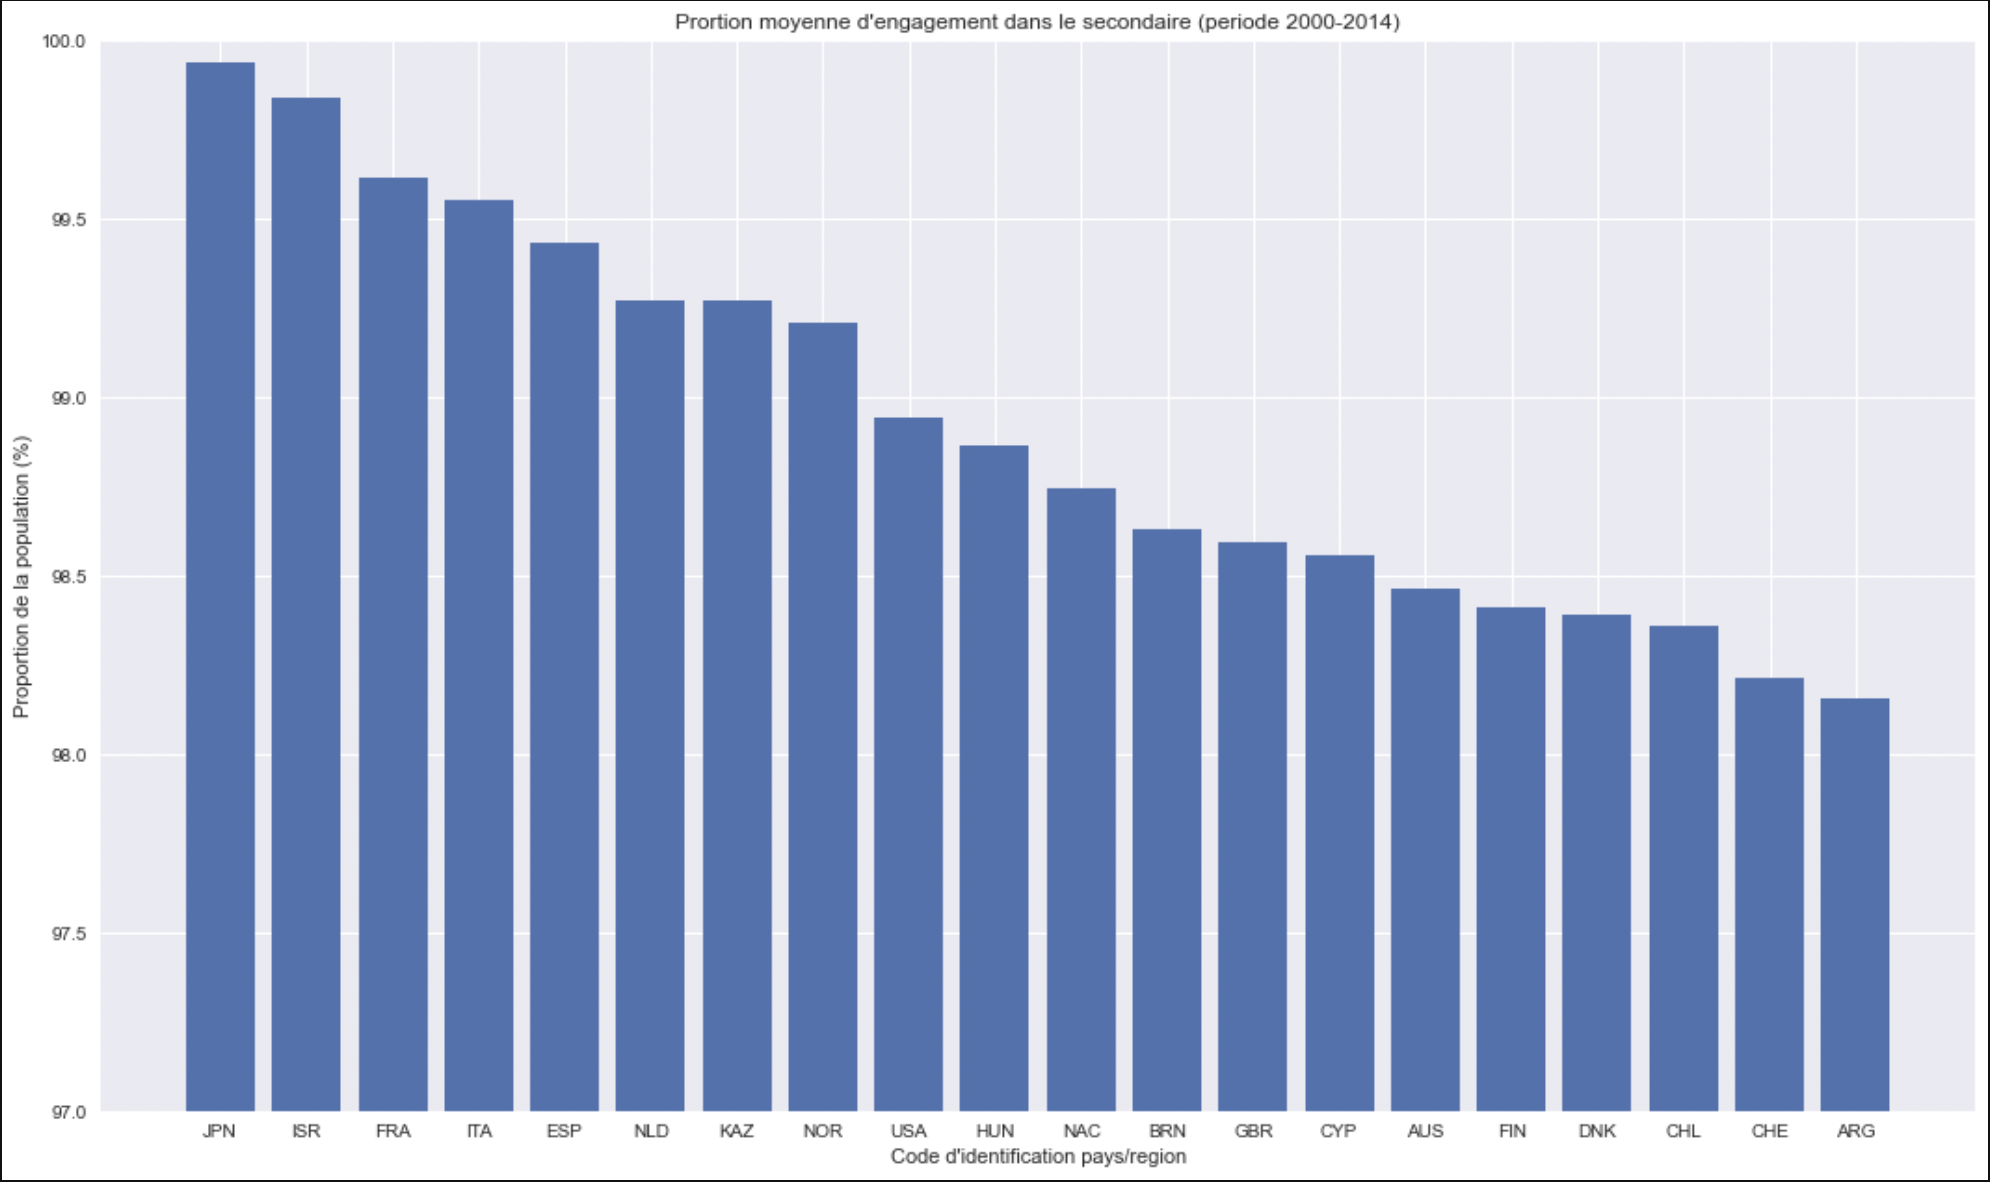 Prortion moyenne d'engagement dans le secondaire (periode 2000-2014)
Proportion de la population (%)
100.0
99.5
99.0
98.5
98.0
97.5
97.0
JPN ISR FRA ITA ESP NLD KAZ NOR USA HUN NAC BRN GBR CYP AUS FIN DNK CHL CHE ARG
Code d'identification pays/region